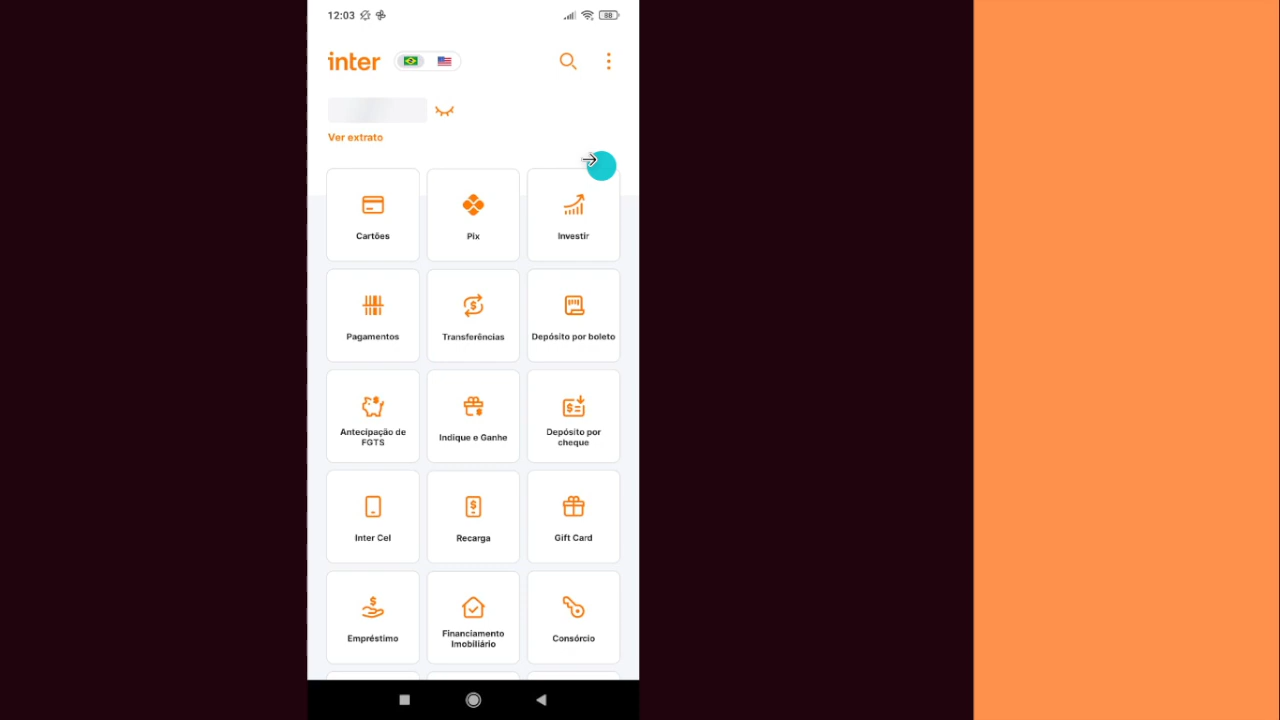 12:03
88
inter
Ver extrato
Cartões
Pix
Investir
Pagamentos
Transferências
Depósito por boleto
Antecipação de
FGTS
Indique e Ganhe
Depósito por
cheque
Inter Cel
Recarga
Gift Card
Empréstimo
Financiamento
Imobiliário
Consórcio